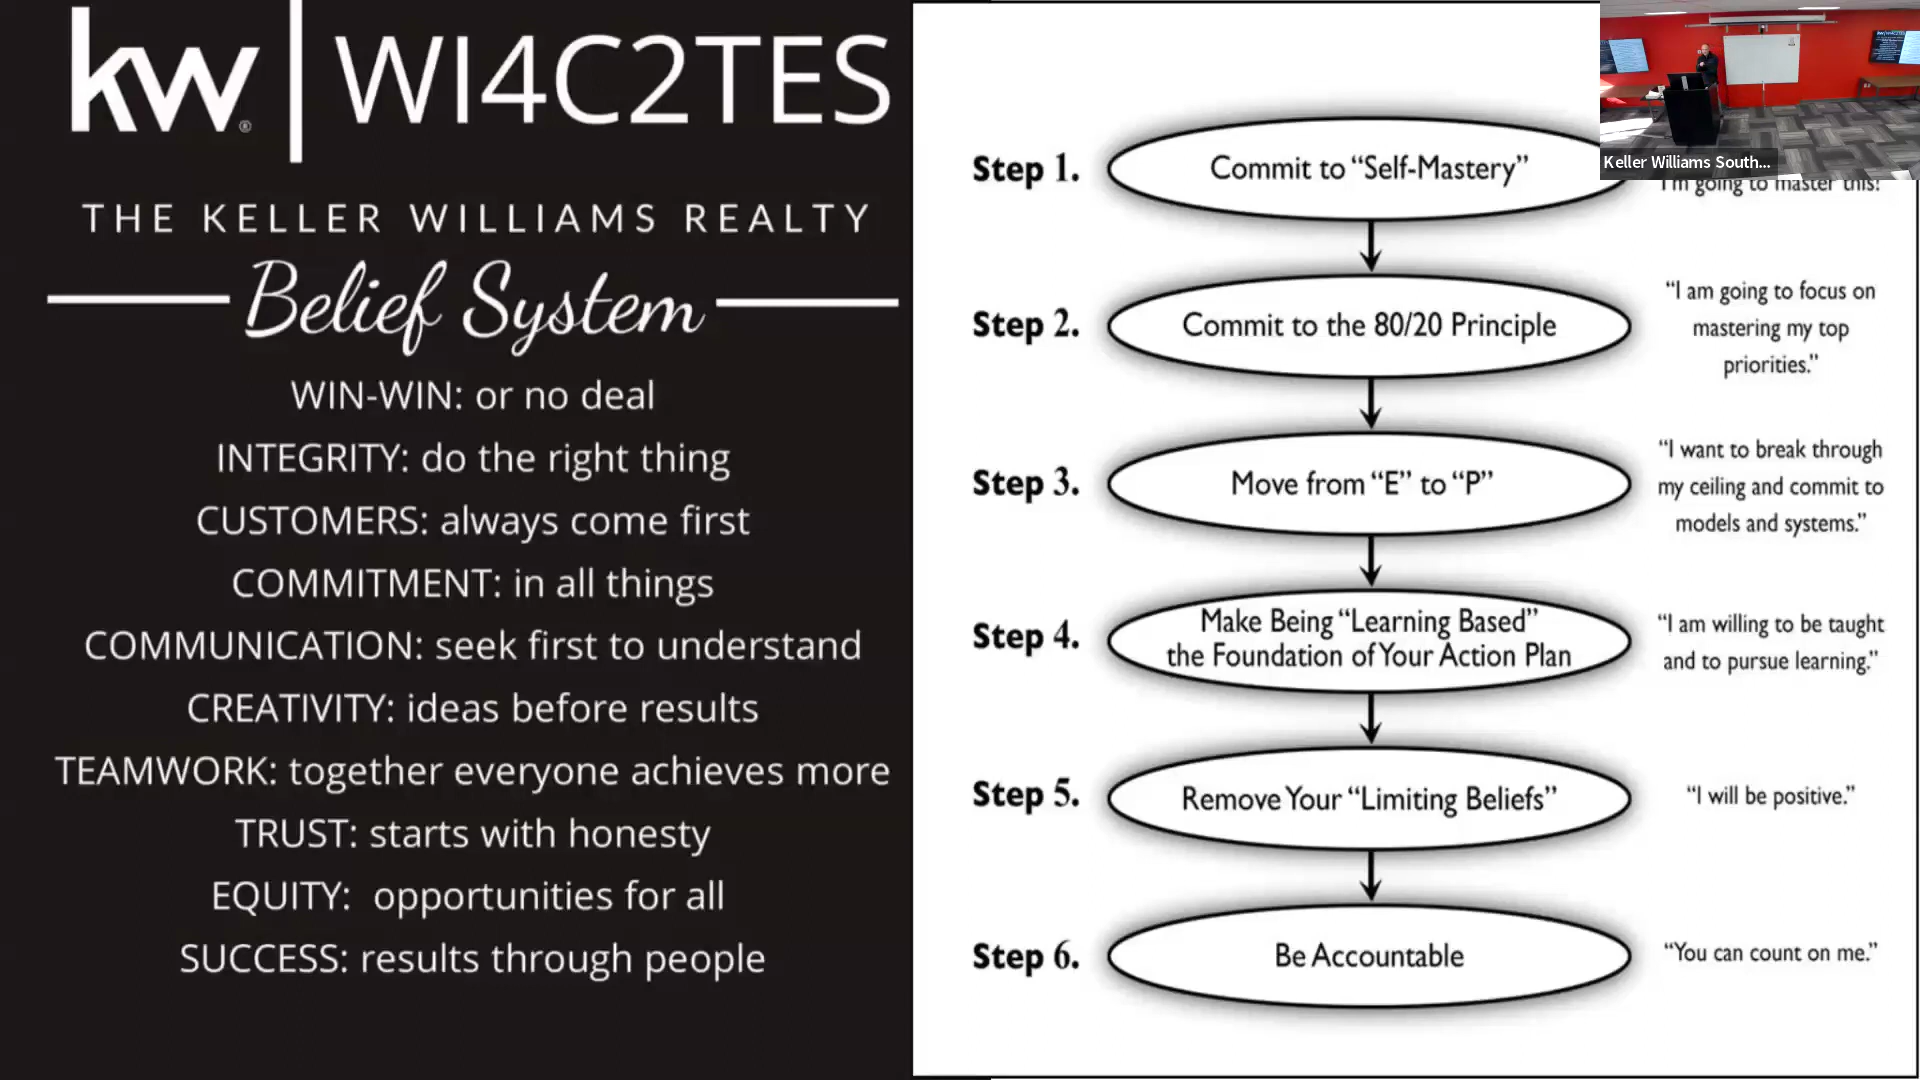 kw® WI4C2TES
THE KELLER WILLIAMS REALTY
Belief System
WIN-WIN: or no deal
INTEGRITY: do the right thing
CUSTOMERS: always come first
COMMITMENT: in all things
COMMUNICATION: seek first to understand
CREATIVITY: ideas before results
TEAMWORK: together everyone achieves more
TRUST: starts with honesty
EQUITY: opportunities for all
SUCCESS: results through people
Step 1.
Commit to “Self-Mastery”
I'm going to master this!
Step 2.
Commit to the 80/20 Principle
“I am going to focus on
mastering my top
priorities.”
Step 3.
Move from “E” to “P”
“I want to break through
my ceiling and commit to
models and systems.”
Step 4.
Make Being “Learning Based”
the Foundation of Your Action Plan
“I am willing to be taught
and to pursue learning.”
Step 5.
Remove Your “Limiting Beliefs”
“I will be positive.”
Step 6.
Be Accountable
“You can count on me.”
Keller Williams South...